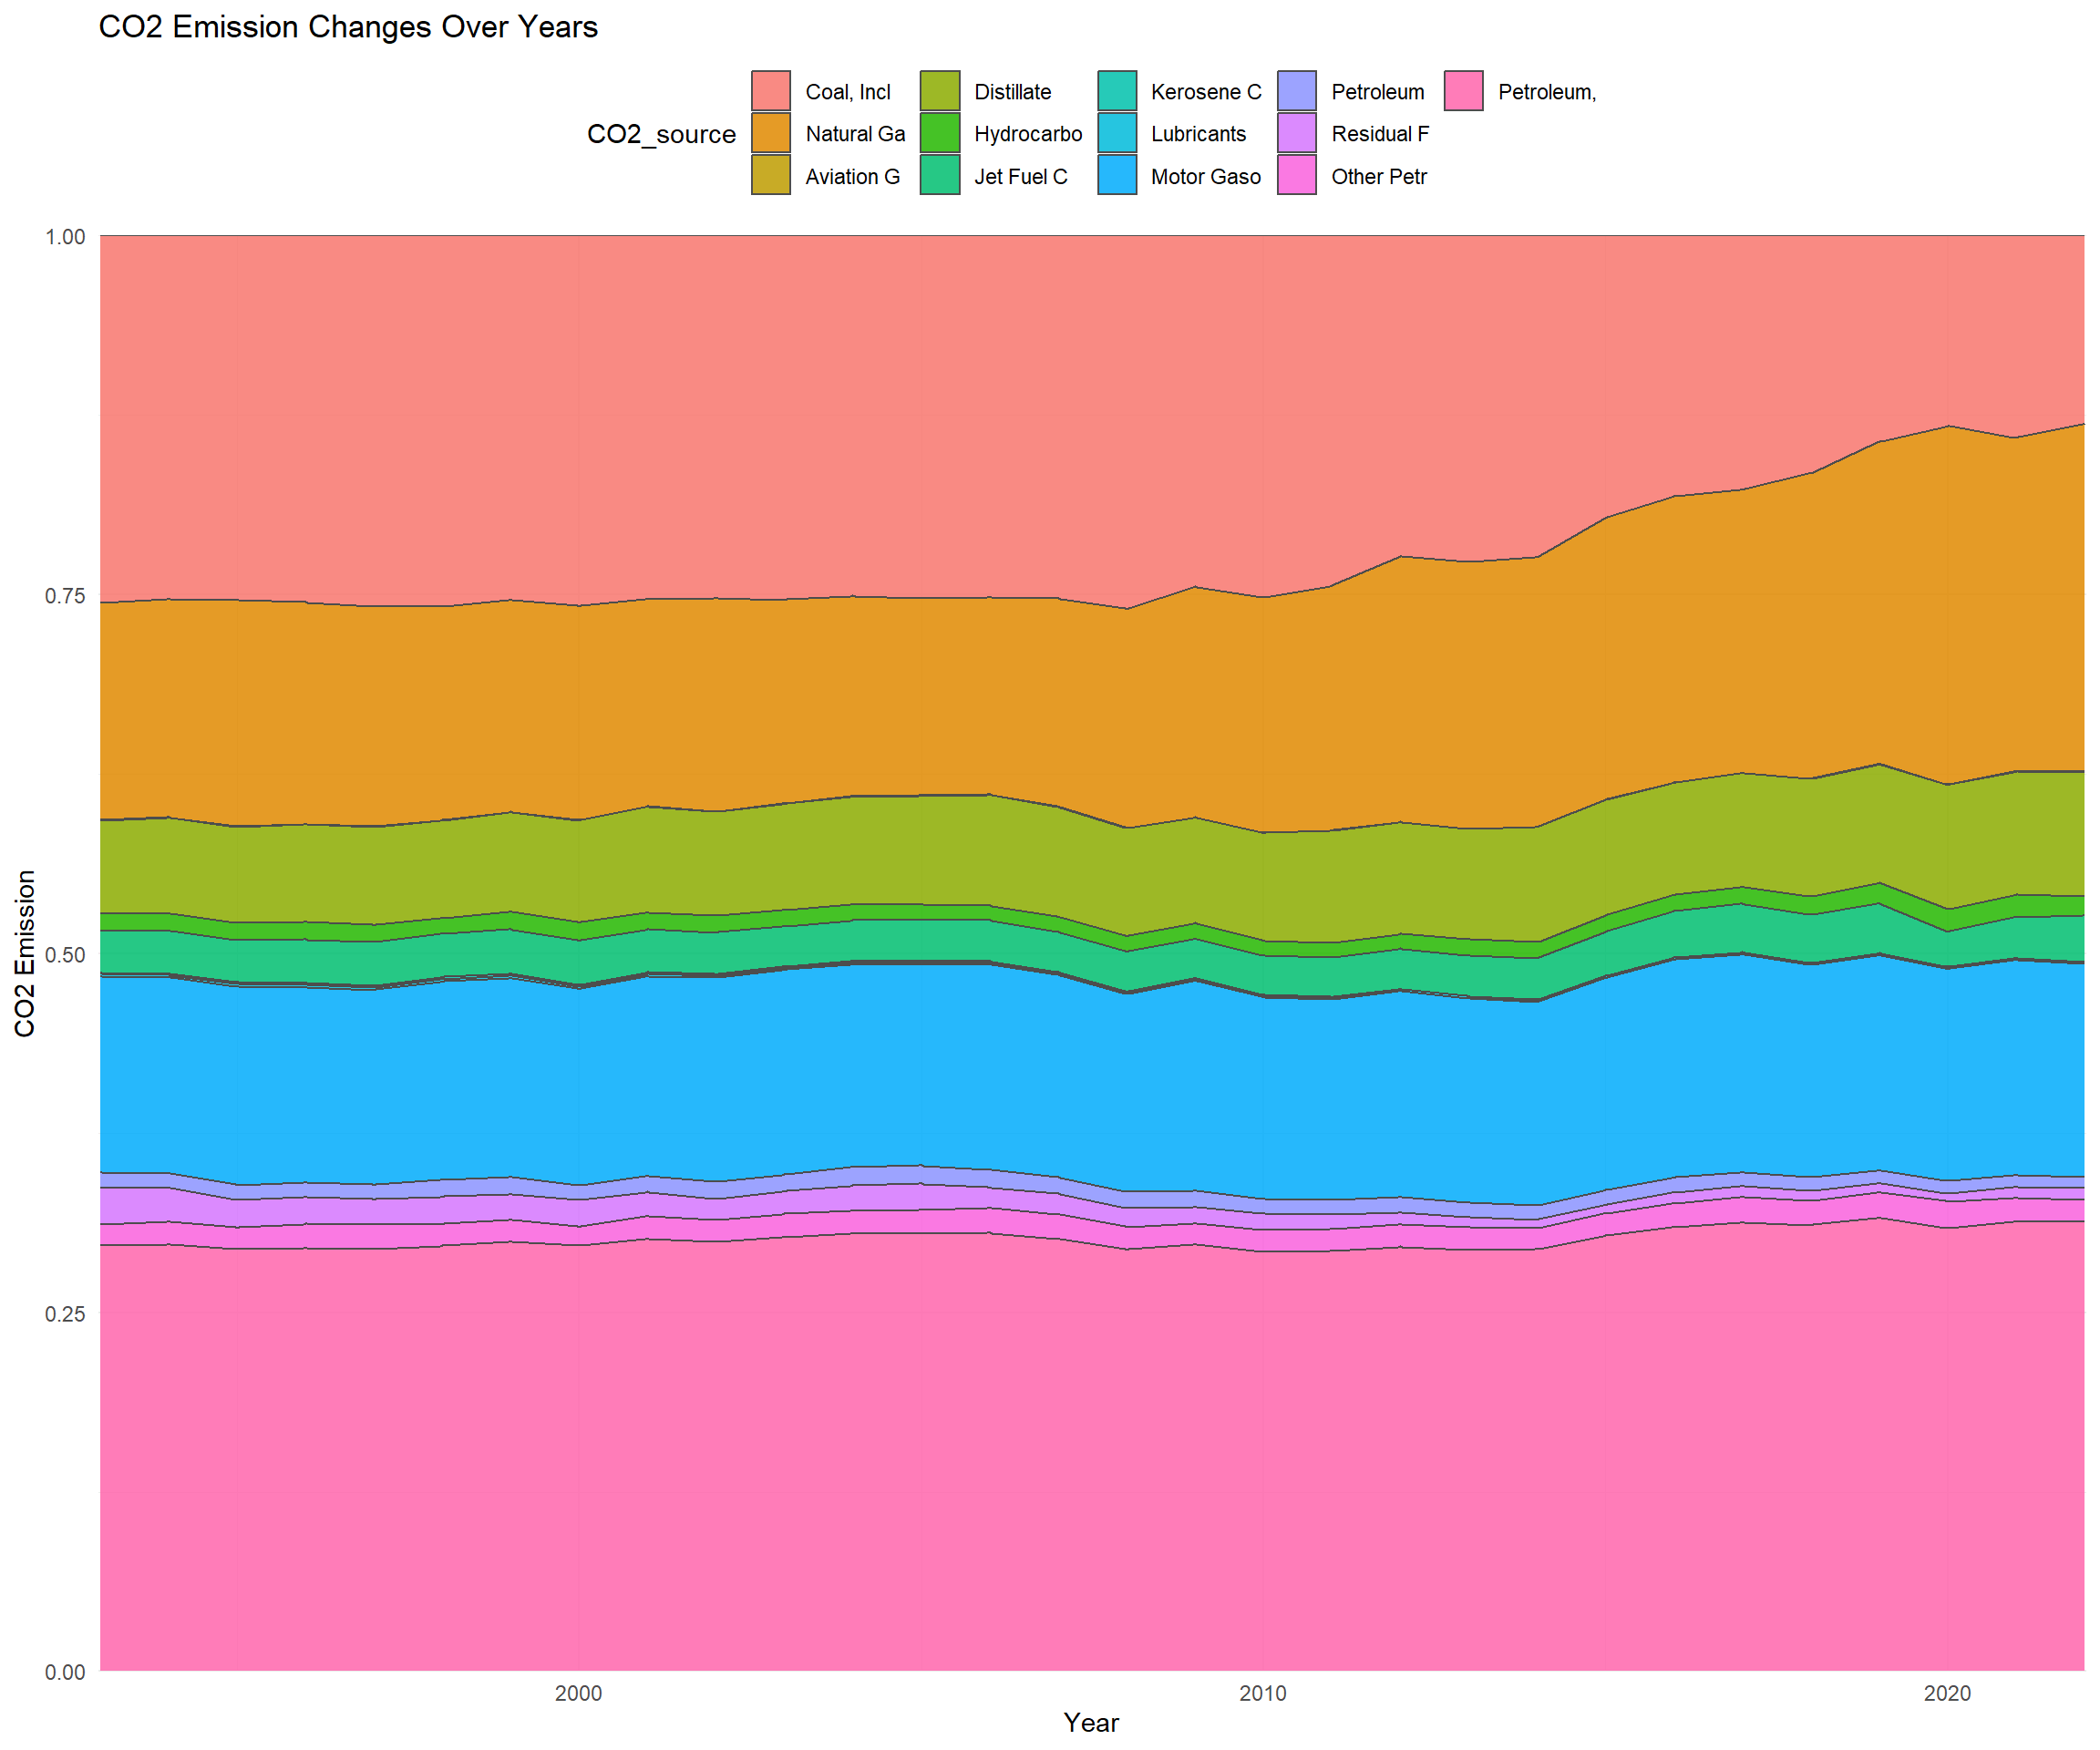 CO2 Emission Changes Over Years
CO2_source
Coal, Incl
Natural Ga
Aviation G
Distillate
Hydrocarbo
Jet Fuel C
Kerosene C
Lubricants
Motor Gaso
Petroleum
Residual F
Other Petr
Petroleum,
CO2 Emission
1.00
0.75
0.50
0.25
0.00
2000
2010
2020
Year